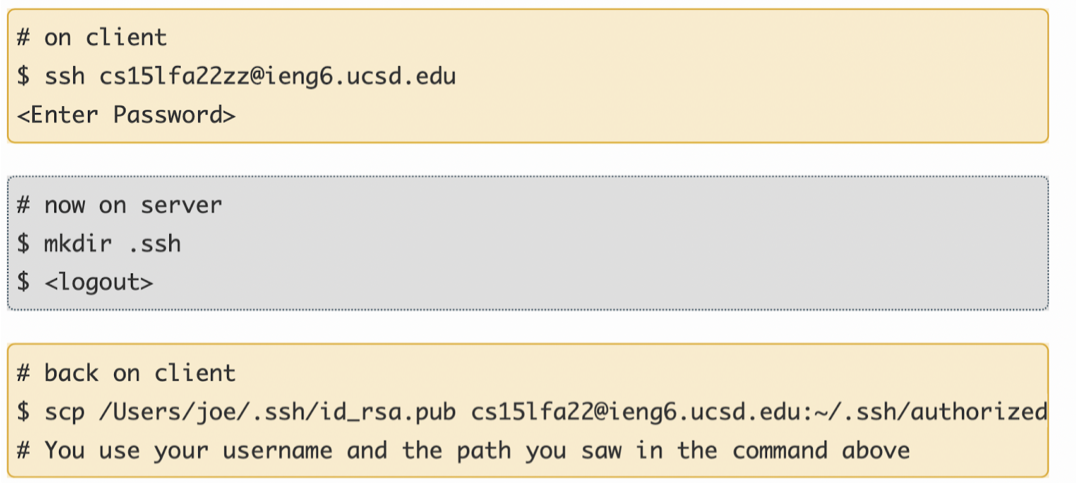 # on client
$ ssh cs15lfa22zz@ieng6.ucsd.edu
<Enter Password>
# now on server
$ mkdir .ssh
$ <logout>
# back on client
$ scp /Users/joe/.ssh/id_rsa.pub cs15lfa22@ieng6.ucsd.edu:~/.ssh/authorized
# You use your username and the path you saw in the command above